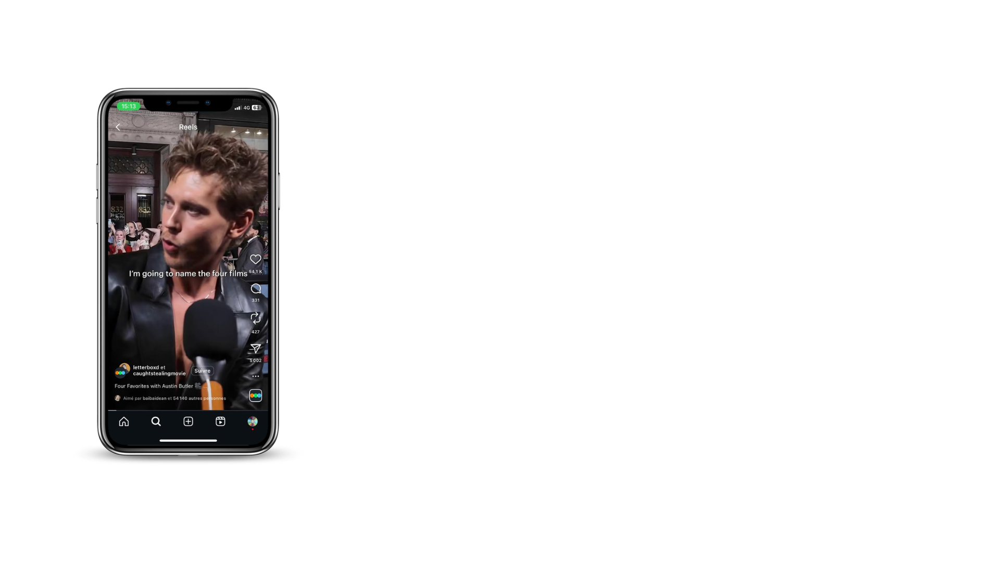 15:13
4G 63
Reels
832 832
I'm going to name the four films
54,1 K
331
427
5 002
letterboxd et
caughtstealingmovie
Suivre
Four Favorites with Austin Butler 🎥 ...
Aimé par baibaidean et 54 140 autres personnes